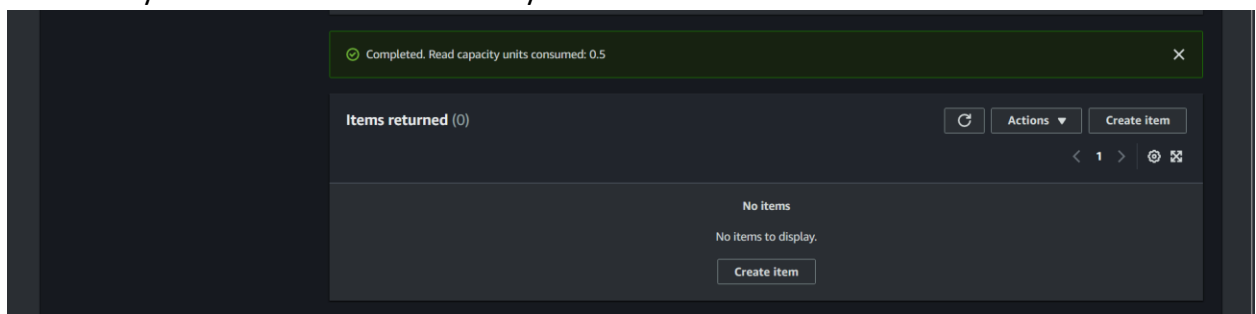 Completed. Read capacity units consumed: 0.5
Items returned (0)
Actions
Create item
1
No items
No items to display.
Create item